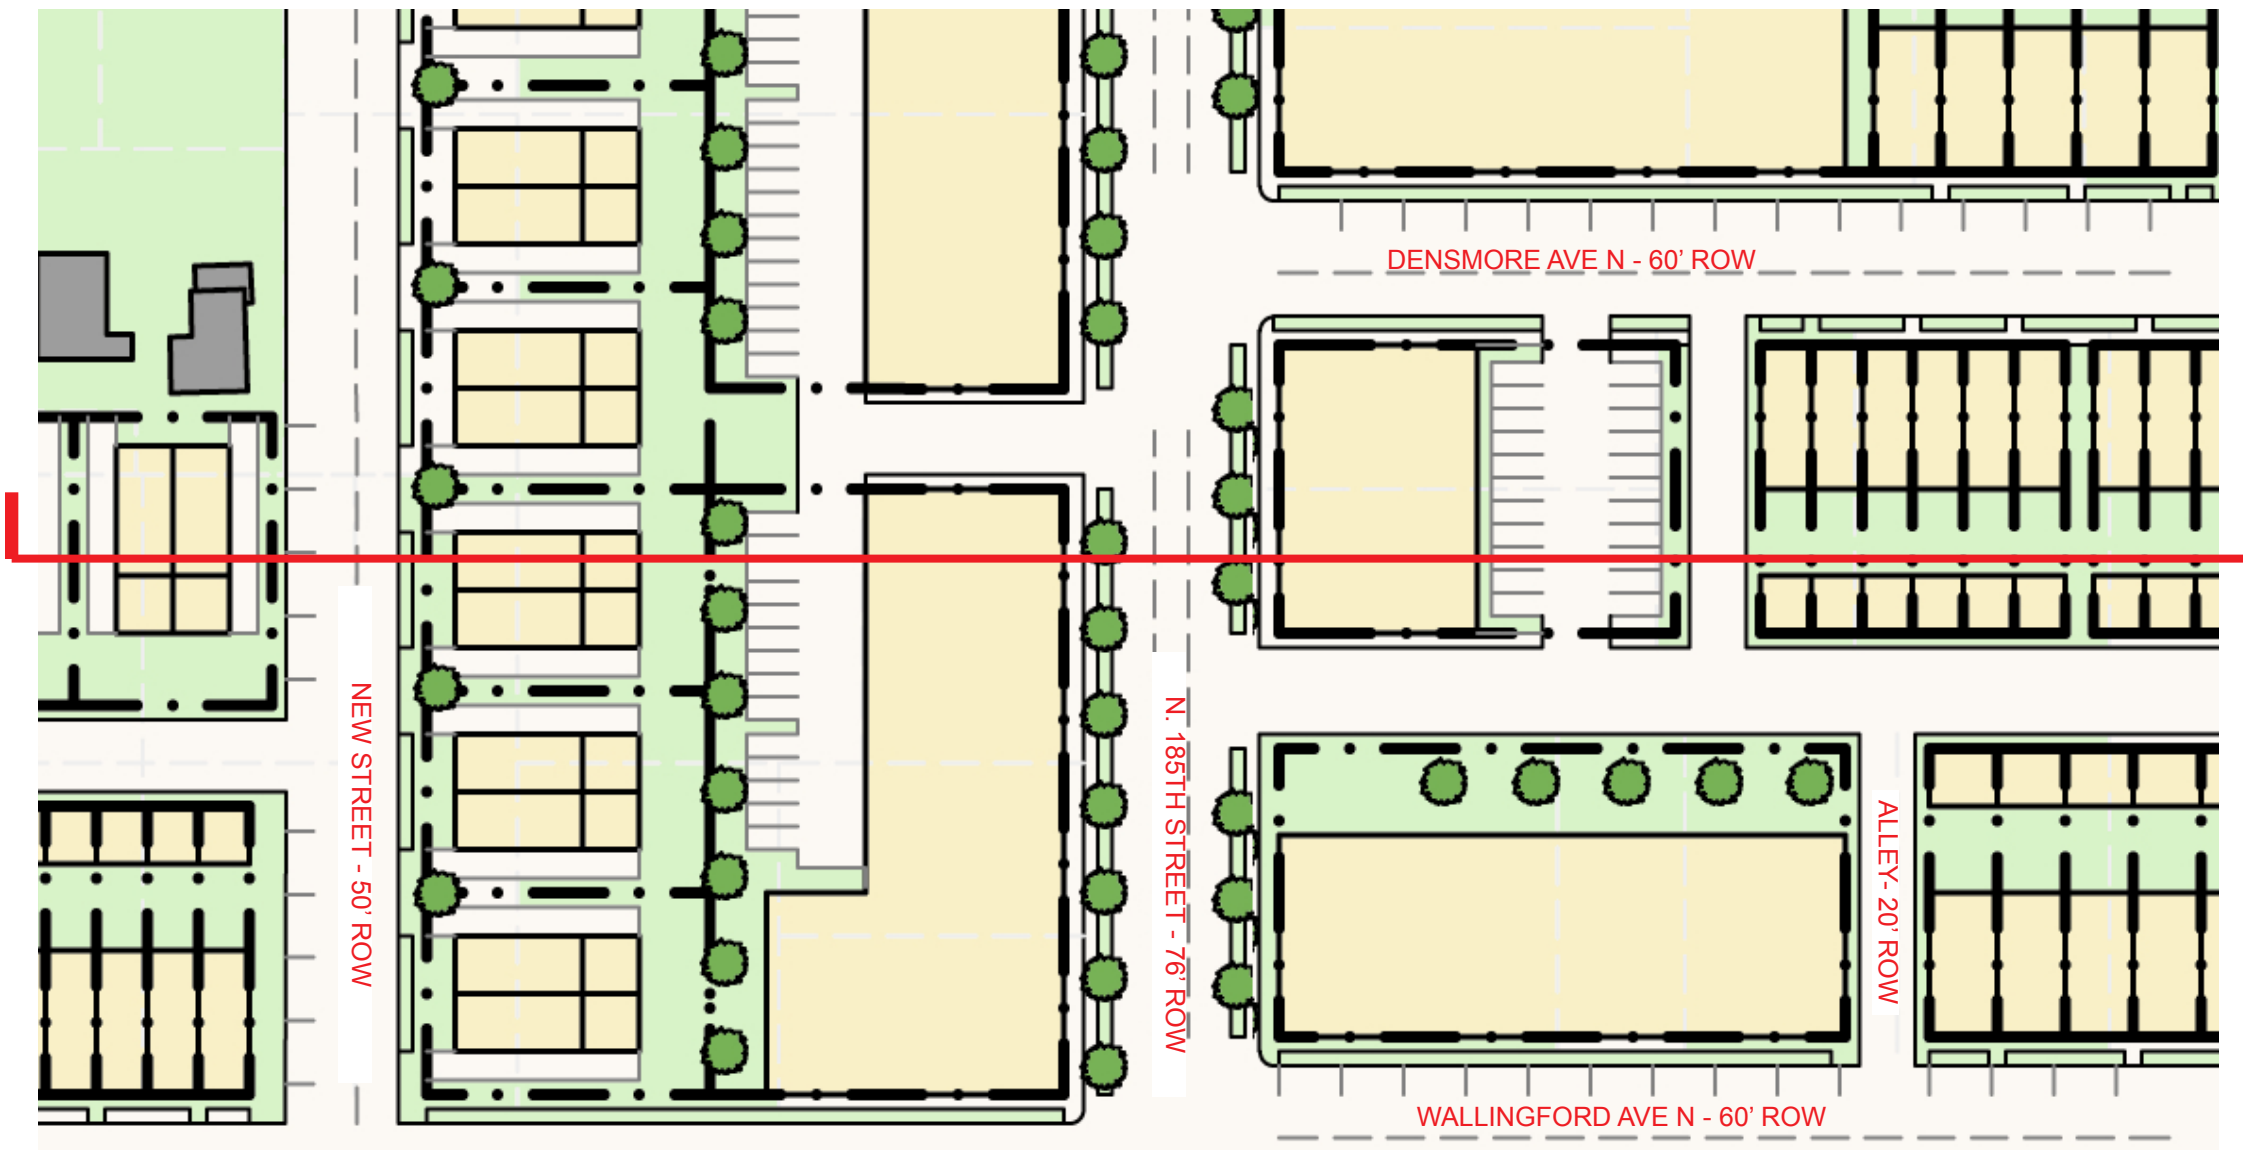 DENSMORE AVE N - 60’ ROW
NEW STREET - 50’ ROW
N. 185TH STREET - 76’ ROW
ALLEY- 20’ ROW
WALLINGFORD AVE N - 60’ ROW